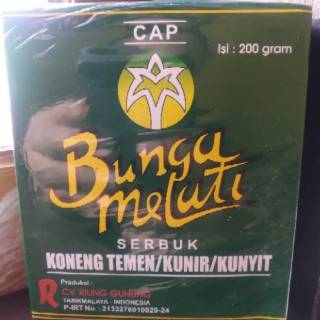 CAP
Isi : 200 gram
Bunga
melati
SERBUK
KONENG TEMEN/KUNIR/KUNYIT
Produksi :
R CV RIUNG GUNUNG
TASIKMALAYA - INDONESIA
P-IRT No. : 2133278010929-24